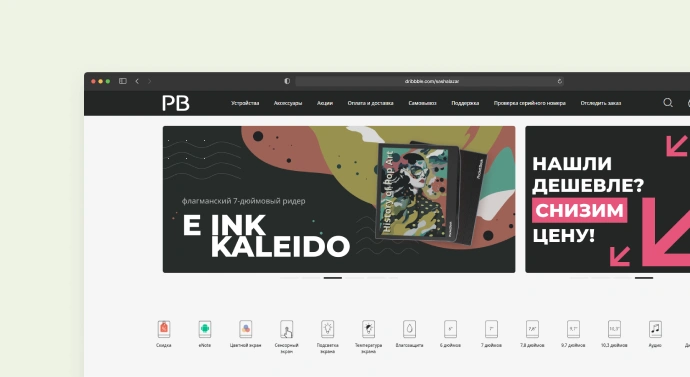 dribbble.com/vashalazar
PB
Устройства Аксессуары Акции Оплата и доставка Самовывоз Поддержка Проверка серийного номера Отследить заказ
флагманский 7-дюймовый ридер
E INK
KALEIDO
History of Pop Art
PocketBook
PocketBook
НАШЛИ
ДЕШЕВЛЕ?
СНИЗИМ
ЦЕНУ!
6" 7" 7,8" 9,7" 10,3"
Скидка eNote Цветной экран Сенсорный экран Подсветка экрана Температура экрана Влагозащита 6 дюймов 7 дюймов 7.8 дюймов 9.7 дюймов 10.3 дюймов Аудио